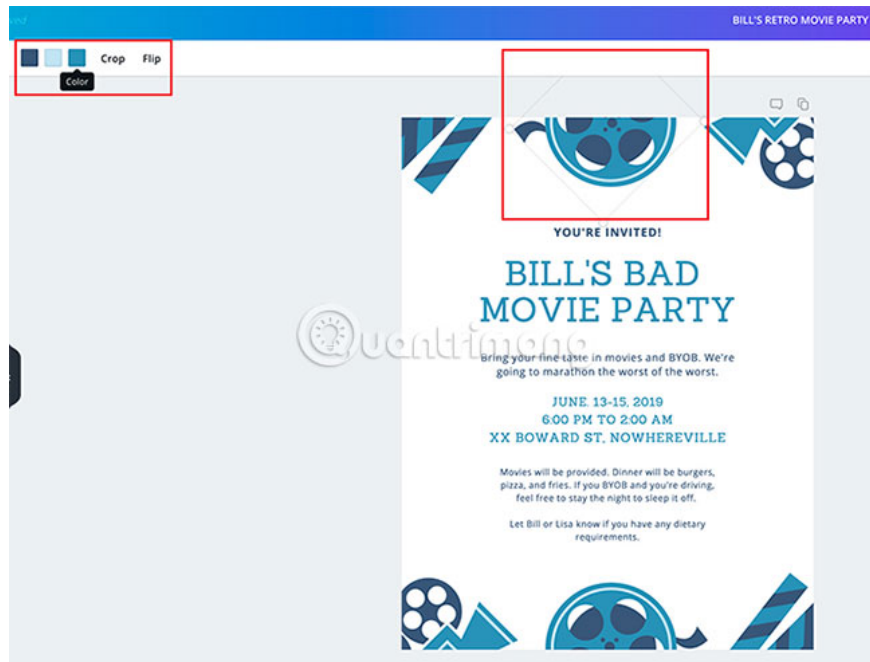 BILL'S RETRO MOVIE PARTY
Crop Flip
Color
YOU'RE INVITED!
BILL'S BAD
MOVIE PARTY
Quantrimang
Bring your fine taste in movies and BYOB. We're
going to marathon the worst of the worst.
JUNE. 13-15, 2019
6:00 PM TO 2:00 AM
XX BOWARD ST, NOWHEREVILLE
Movies will be provided. Dinner will be burgers,
pizza, and fries. If you BYOB and you're driving,
feel free to stay the night to sleep it off.
Let Bill or Lisa know if you have any dietary
requirements.